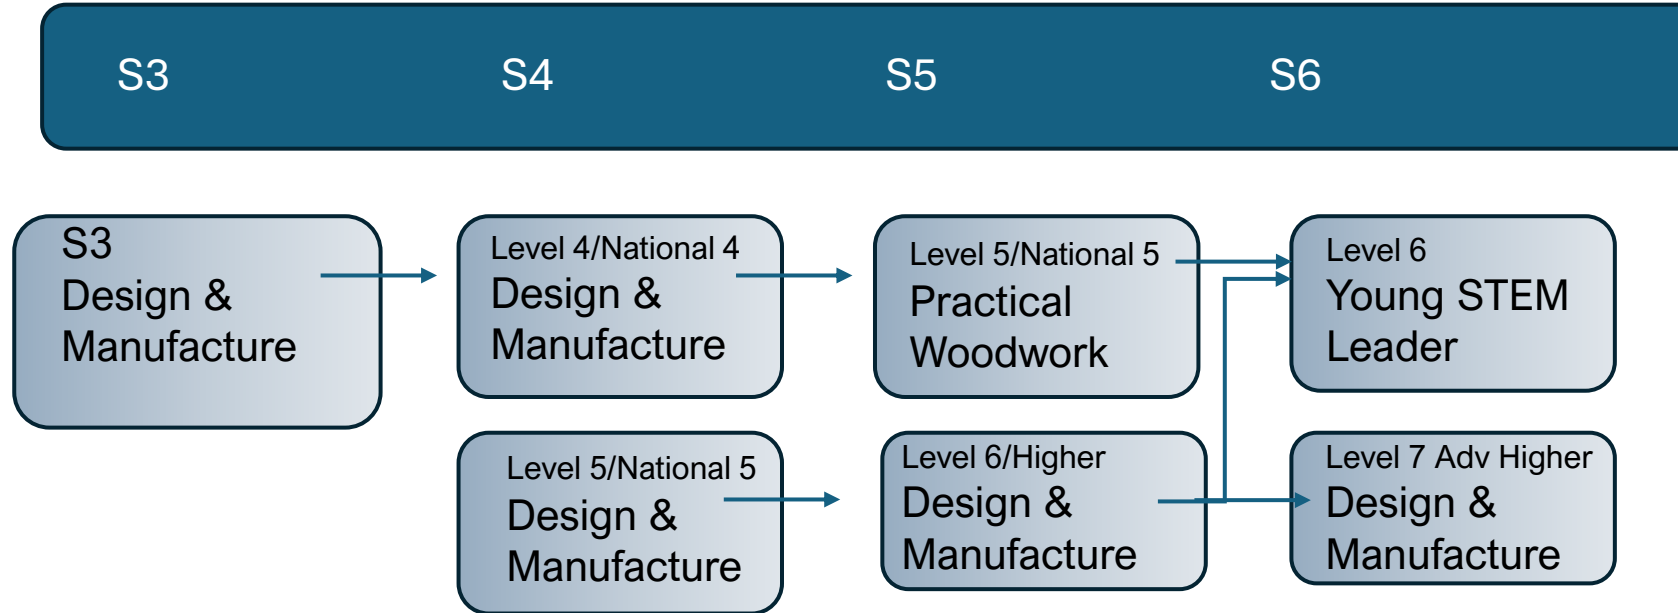 S3
S4
S5
S6
S3
Design &
Manufacture
Level 4/National 4
Design &
Manufacture
Level 5/National 5
Practical
Woodwork
Level 6
Young STEM
Leader
Level 5/National 5
Design &
Manufacture
Level 6/Higher
Design &
Manufacture
Level 7 Adv Higher
Design &
Manufacture